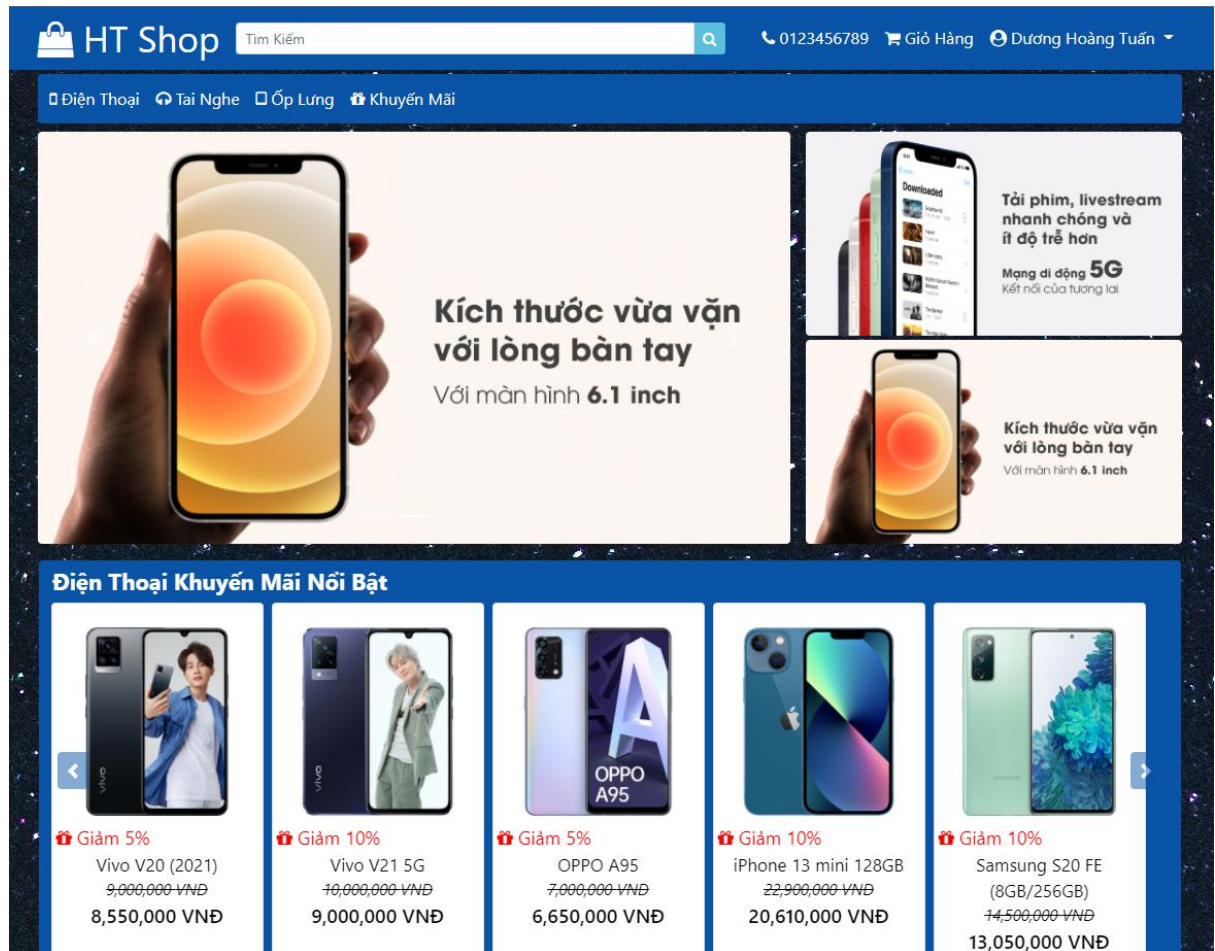 HT Shop
Tìm Kiếm
0123456789
Giỏ Hàng
Dương Hoàng Tuấn
Điện Thoại
Tai Nghe
Ốp Lưng
Khuyến Mãi
Kích thước vừa vặn
với lòng bàn tay
Với màn hình 6.1 inch
Downloaded
Tải phim, livestream
nhanh chóng và
ít độ trễ hơn
Mạng di động 5G
Kết nối của tương lai
Kích thước vừa vặn
với lòng bàn tay
Với màn hình 6.1 inch
Điện Thoại Khuyến Mãi Nổi Bật
vivo
Giảm 5%
Vivo V20 (2021)
9,000,000 VNĐ
8,550,000 VNĐ
vivo
Giảm 10%
Vivo V21 5G
10,000,000 VNĐ
9,000,000 VNĐ
OPPO
A95
Giảm 5%
OPPO A95
7,000,000 VNĐ
6,650,000 VNĐ
Giảm 10%
iPhone 13 mini 128GB
22,900,000 VNĐ
20,610,000 VNĐ
SAMSUNG
Giảm 10%
Samsung S20 FE
(8GB/256GB)
14,500,000 VNĐ
13,050,000 VNĐ